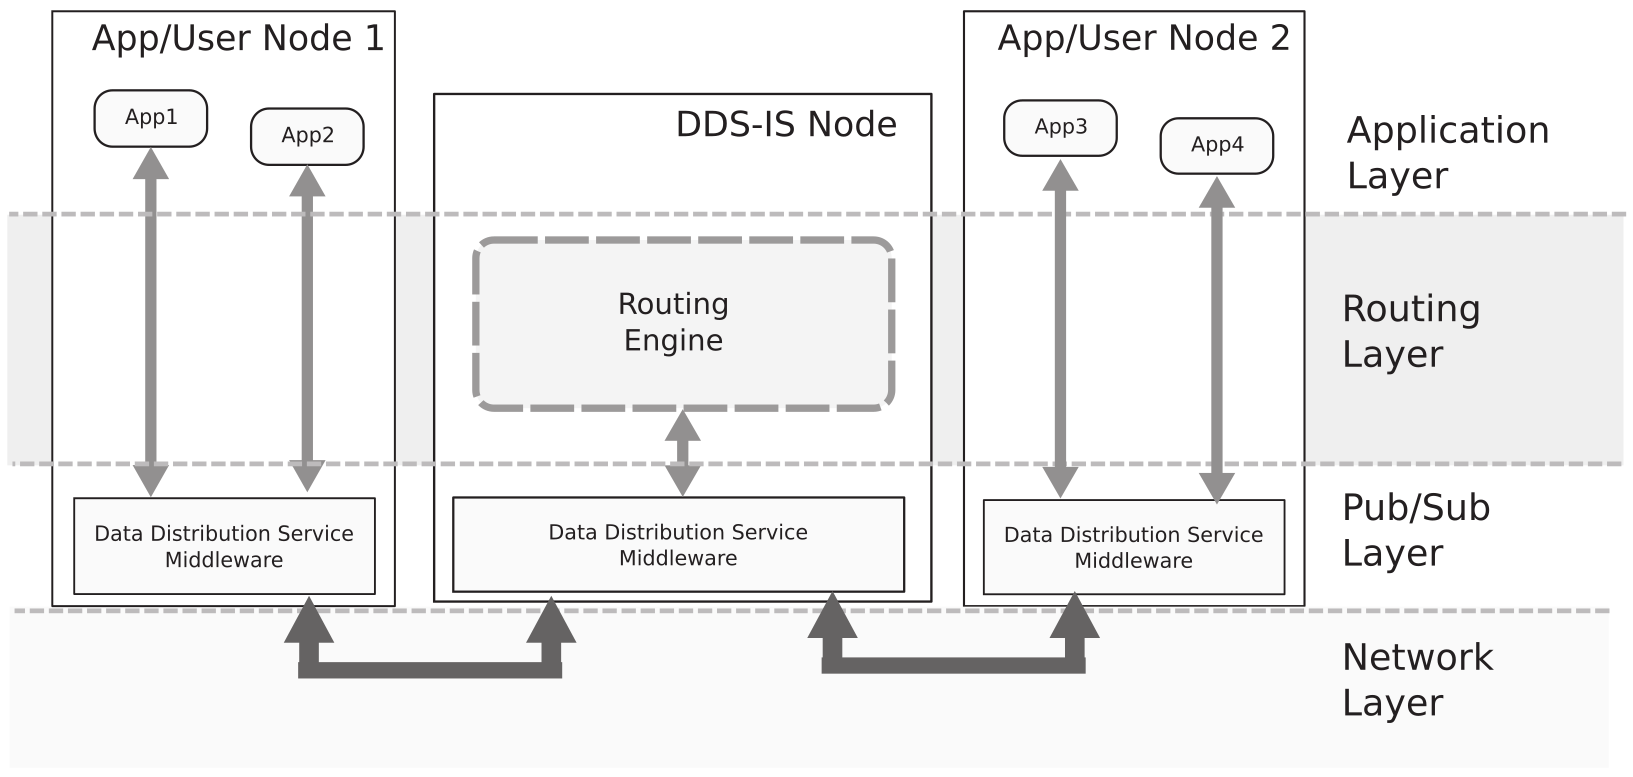 App/User Node 1
App1
App2
Data Distribution Service
Middleware
DDS-IS Node
Routing
Engine
Data Distribution Service
Middleware
App/User Node 2
App3
App4
Data Distribution Service
Middleware
Application
Layer
Routing
Layer
Pub/Sub
Layer
Network
Layer